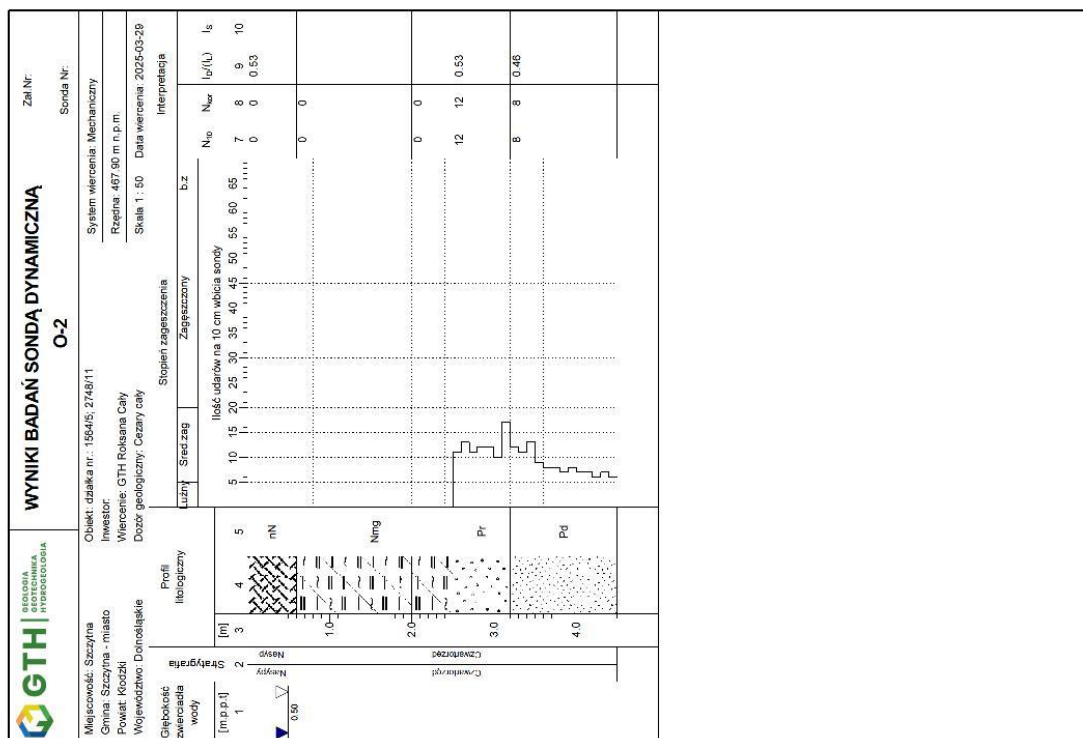 GTH
GEOLOGIA
GEOTECHNIKA
HYDROGEOLOGIA
WYNIKI BADAŃ SONDĄ DYNAMICZNĄ
O-2
Zał.Nr:
Sonda Nr:
Miejscowość: Szczytna
Gmina: Szczytna - miasto
Powiat: Kłodzki
Województwo: Dolnośląskie
Obiekt: działka nr.: 1564/5; 2748/11
Inwestor:
Wiercenie: GTH Roksana Cały
Dozór geologiczny: Cezary cały
System wiercenia: Mechaniczny
Rzędna: 467.90 m n.p.m.
Skala 1 : 50 Data wiercenia: 2025-03-29
Głębokość zwierciadła wody
[m.p.p.t]
Stratygrafia
[m]
Profil litologiczny
Stopień zagęszczenia
Interpretacja
Luźny Śred.zag Zagęszczony b.z
N10 Nkor ID/(IL) IS
Ilość udarów na 10 cm wbicia sondy
1 2 3 4 5 5 10 15 20 25 30 35 40 45 50 55 60 65 7 8 9 10
Nasypy Nasyp nN 0 0 0.53
0.50
1.0 Nmg 0 0
2.0 0 0
Czwartorzęd Czwartorzęd
3.0 Pr 12 12 0.53
4.0 Pd 8 8 0.46